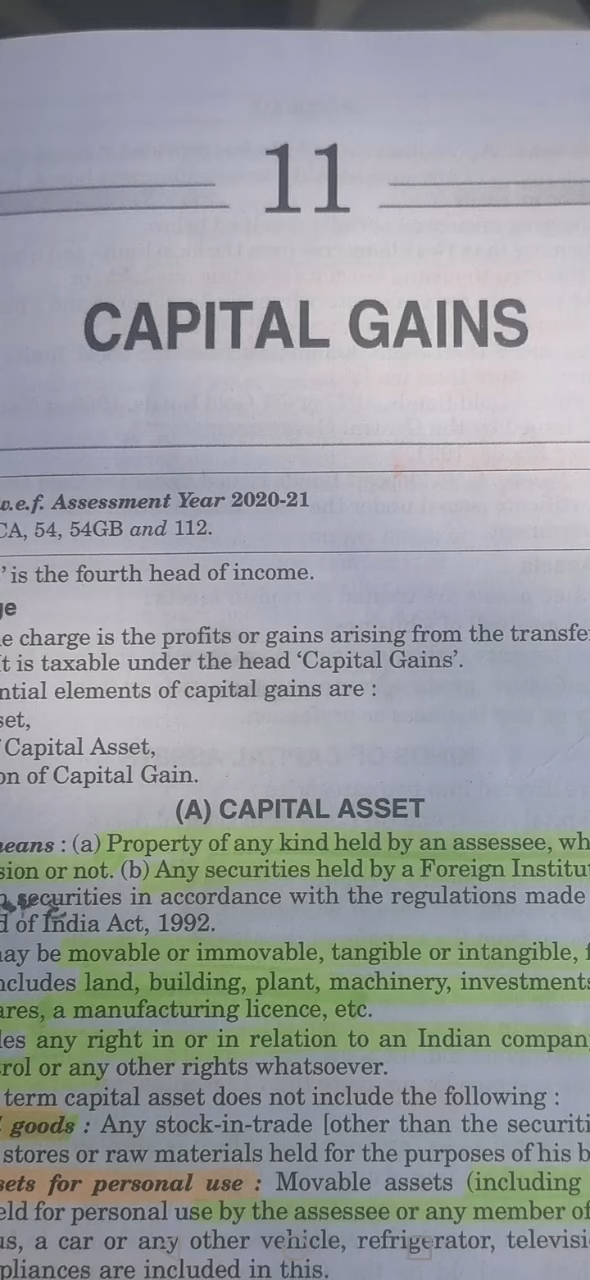 11
CAPITAL GAINS
w.e.f. Assessment Year 2020-21
CA, 54, 54GB and 112.
' is the fourth head of income.
ge
e charge is the profits or gains arising from the transfe
It is taxable under the head ‘Capital Gains’.
ntial elements of capital gains are :
set,
Capital Asset,
on of Capital Gain.
(A) CAPITAL ASSET
means : (a) Property of any kind held by an assessee, wh
sion or not. (b) Any securities held by a Foreign Institu
securities in accordance with the regulations made
d of India Act, 1992.
may be movable or immovable, tangible or intangible, f
ncludes land, building, plant, machinery, investments
ares, a manufacturing licence, etc.
les any right in or in relation to an Indian compan
rol or any other rights whatsoever.
term capital asset does not include the following :
goods : Any stock-in-trade [other than the securiti
stores or raw materials held for the purposes of his b
sets for personal use : Movable assets (including
eld for personal use by the assessee or any member of
us, a car or any other vehicle, refrigerator, televisi
pliances are included in this.